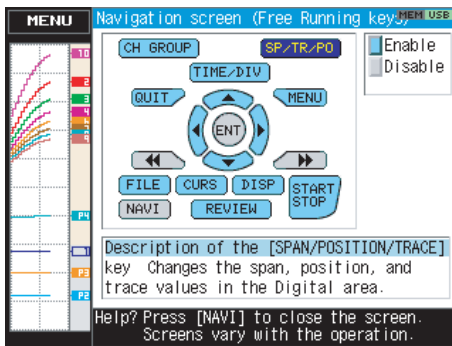 MENU
Navigation screen (Free Running keys)
MEM USB
CH GROUP
SP/TR/PO
Enable
Disable
TIME/DIV
QUIT
MENU
ENT
FILE
CURS
DISP
START
STOP
NAVI
REVIEW
10
2
3
4
P4
1
P3
P2
Description of the [SPAN/POSITION/TRACE]
key Changes the span, position, and
trace values in the Digital area.
Help? Press [NAVI] to close the screen.
Screens vary with the operation.